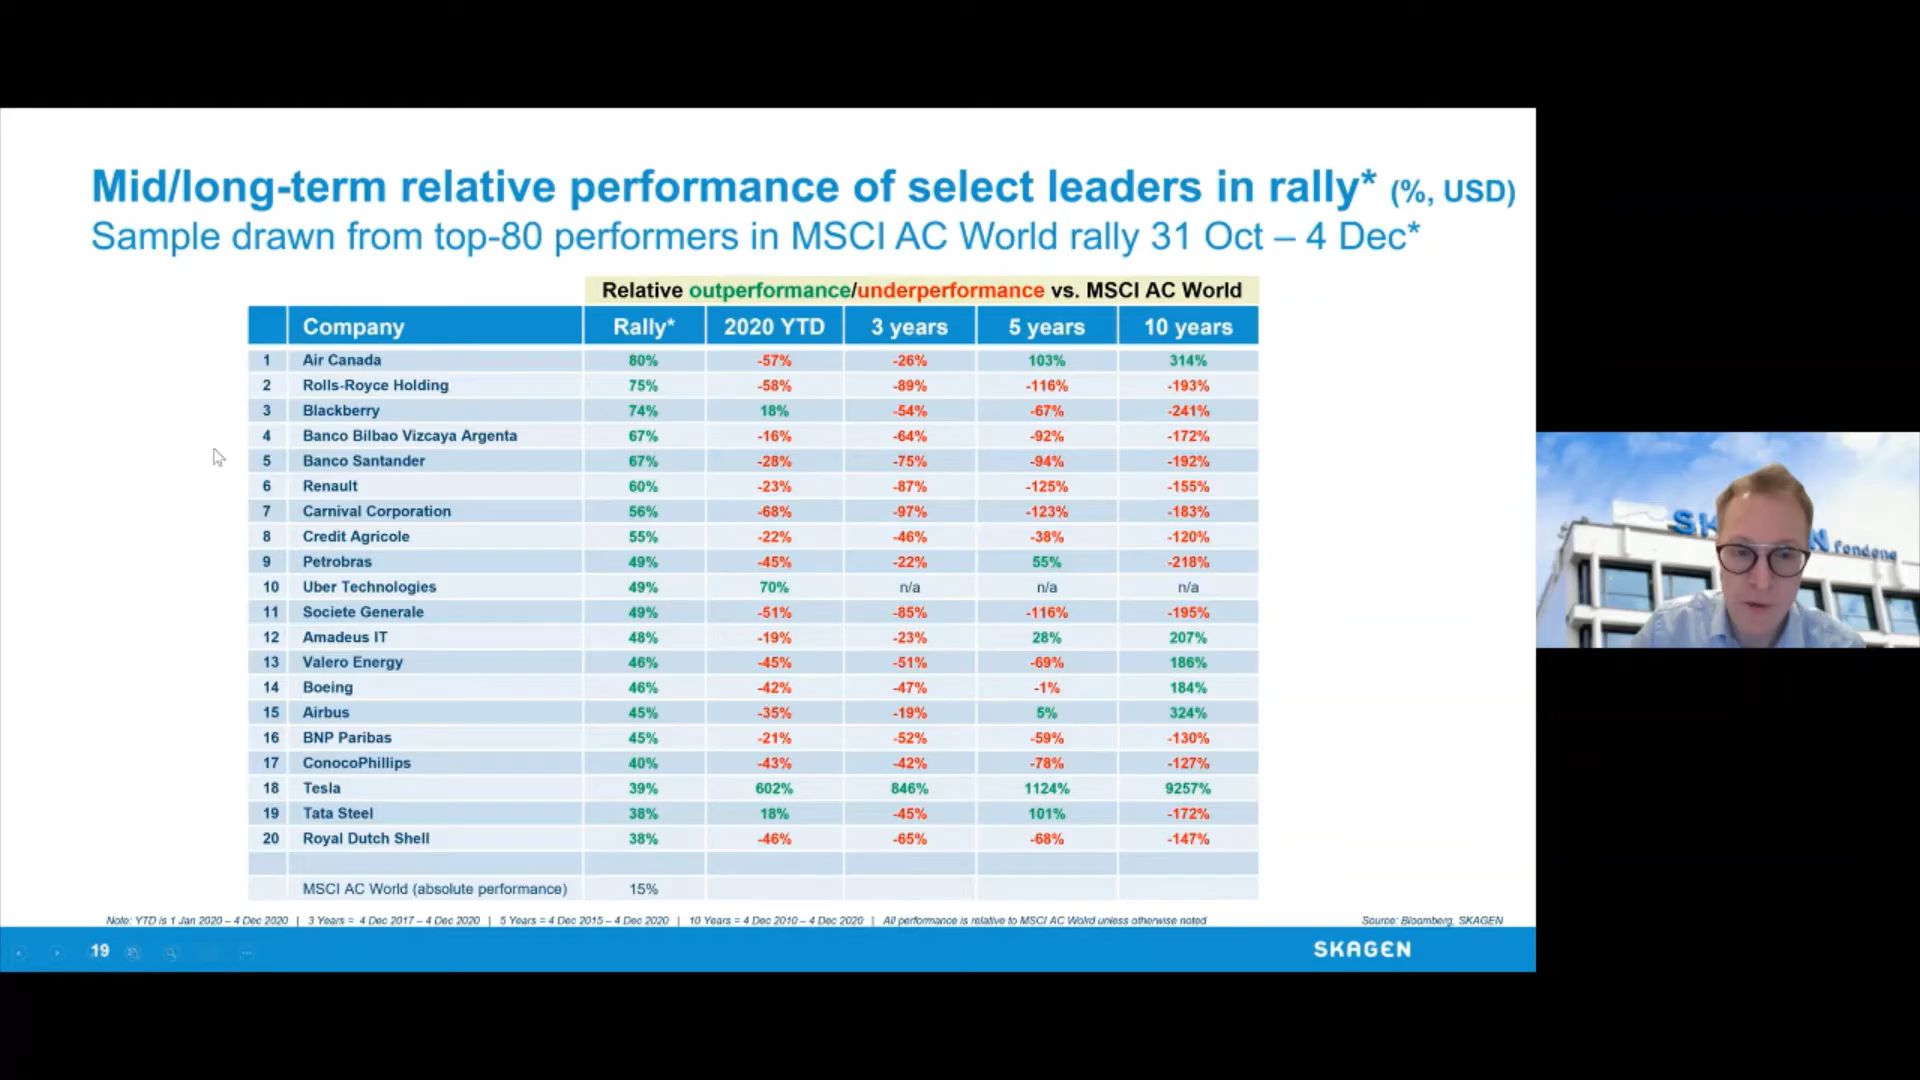 Mid/long-term relative performance of select leaders in rally* (%, USD)
Sample drawn from top-80 performers in MSCI AC World rally 31 Oct – 4 Dec*
Relative outperformance/underperformance vs. MSCI AC World
Company Rally* 2020 YTD 3 years 5 years 10 years
1 Air Canada 80% -57% -26% 103% 314%
2 Rolls-Royce Holding 75% -58% -89% -116% -193%
3 Blackberry 74% 18% -54% -67% -241%
4 Banco Bilbao Vizcaya Argenta 67% -16% -64% -92% -172%
5 Banco Santander 67% -28% -75% -94% -192%
6 Renault 60% -23% -87% -125% -155%
7 Carnival Corporation 56% -68% -97% -123% -183%
8 Credit Agricole 55% -22% -46% -38% -120%
9 Petrobras 49% -45% -22% 55% -218%
10 Uber Technologies 49% 70% n/a n/a n/a
11 Societe Generale 49% -51% -85% -116% -195%
12 Amadeus IT 48% -19% -23% 28% 207%
13 Valero Energy 46% -45% -51% -69% 186%
14 Boeing 46% -42% -47% -1% 184%
15 Airbus 45% -35% -19% 5% 324%
16 BNP Paribas 45% -21% -52% -59% -130%
17 ConocoPhillips 40% -43% -42% -78% -127%
18 Tesla 39% 602% 846% 1124% 9257%
19 Tata Steel 38% 18% -45% 101% -172%
20 Royal Dutch Shell 38% -46% -65% -68% -147%
MSCI AC World (absolute performance) 15%
Note: YTD is 1 Jan 2020 – 4 Dec 2020 | 3 Years = 4 Dec 2017 – 4 Dec 2020 | 5 Years = 4 Dec 2015 – 4 Dec 2020 | 10 Years = 4 Dec 2010 – 4 Dec 2020 | All performance is relative to MSCI AC Wolrd unless otherwise noted
Source: Bloomberg, SKAGEN
19
SKAGEN
SK N fondene